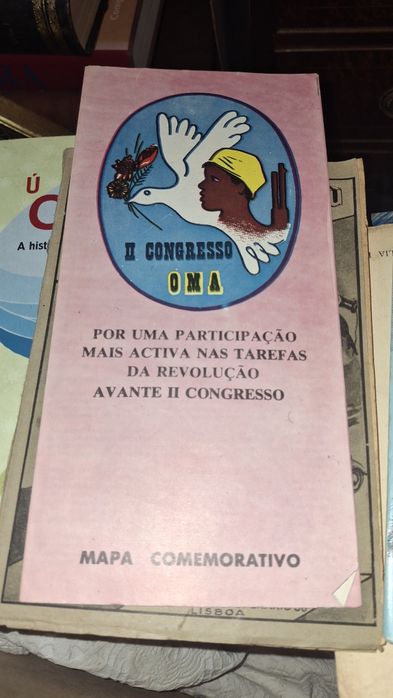 II CONGRESSO
OMA
POR UMA PARTICIPAÇÃO
MAIS ACTIVA NAS TAREFAS
DA REVOLUÇÃO
AVANTE II CONGRESSO
MAPA COMEMORATIVO
Ú
A hist
LISBOA